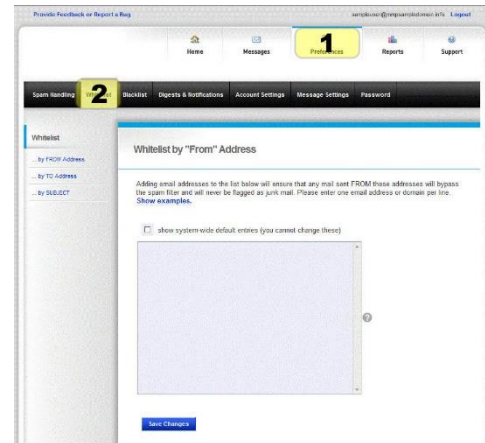 Provide Feedback or Report a Bug
Logout
Home
Messages
1
Preferences
Reports
Support
Spam Handling
2
Whitelist
Blacklist
Digests & Notifications
Account Settings
Message Settings
Password
Whitelist
... by FROM Address
... by TO Address
... by SUBJECT
Whitelist by "From" Address
Adding email addresses to the list below will ensure that any mail sent FROM those addresses will bypass
the spam filter and will never be flagged as junk mail. Please enter one email address or domain per line.
Show examples.
show system-wide default entries (you cannot change these)
Save Changes